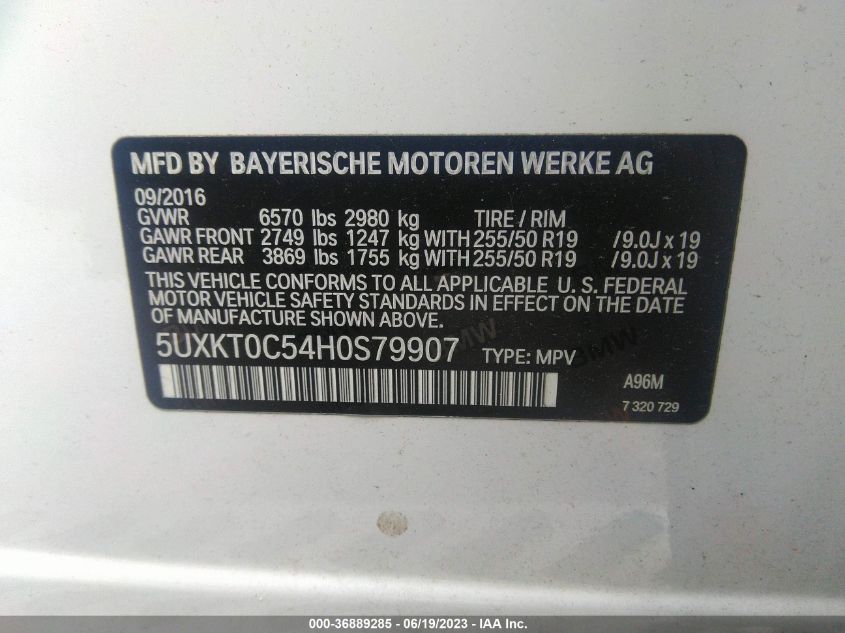 MFD BY BAYERISCHE MOTOREN WERKE AG
09/2016
GVWR 6570 lbs 2980 kg TIRE / RIM
GAWR FRONT 2749 lbs 1247 kg WITH 255/50 R19 /9.0J x 19
GAWR REAR 3869 lbs 1755 kg WITH 255/50 R19 /9.0J x 19
THIS VEHICLE CONFORMS TO ALL APPLICABLE U. S. FEDERAL
MOTOR VEHICLE SAFETY STANDARDS IN EFFECT ON THE DATE
OF MANUFACTURE SHOWN ABOVE.
5UXKT0C54H0S79907 TYPE: MPV
BMW
BMW
A96M
7 320 729
000-36889285 - 06/19/2023 - © IAA, Inc.